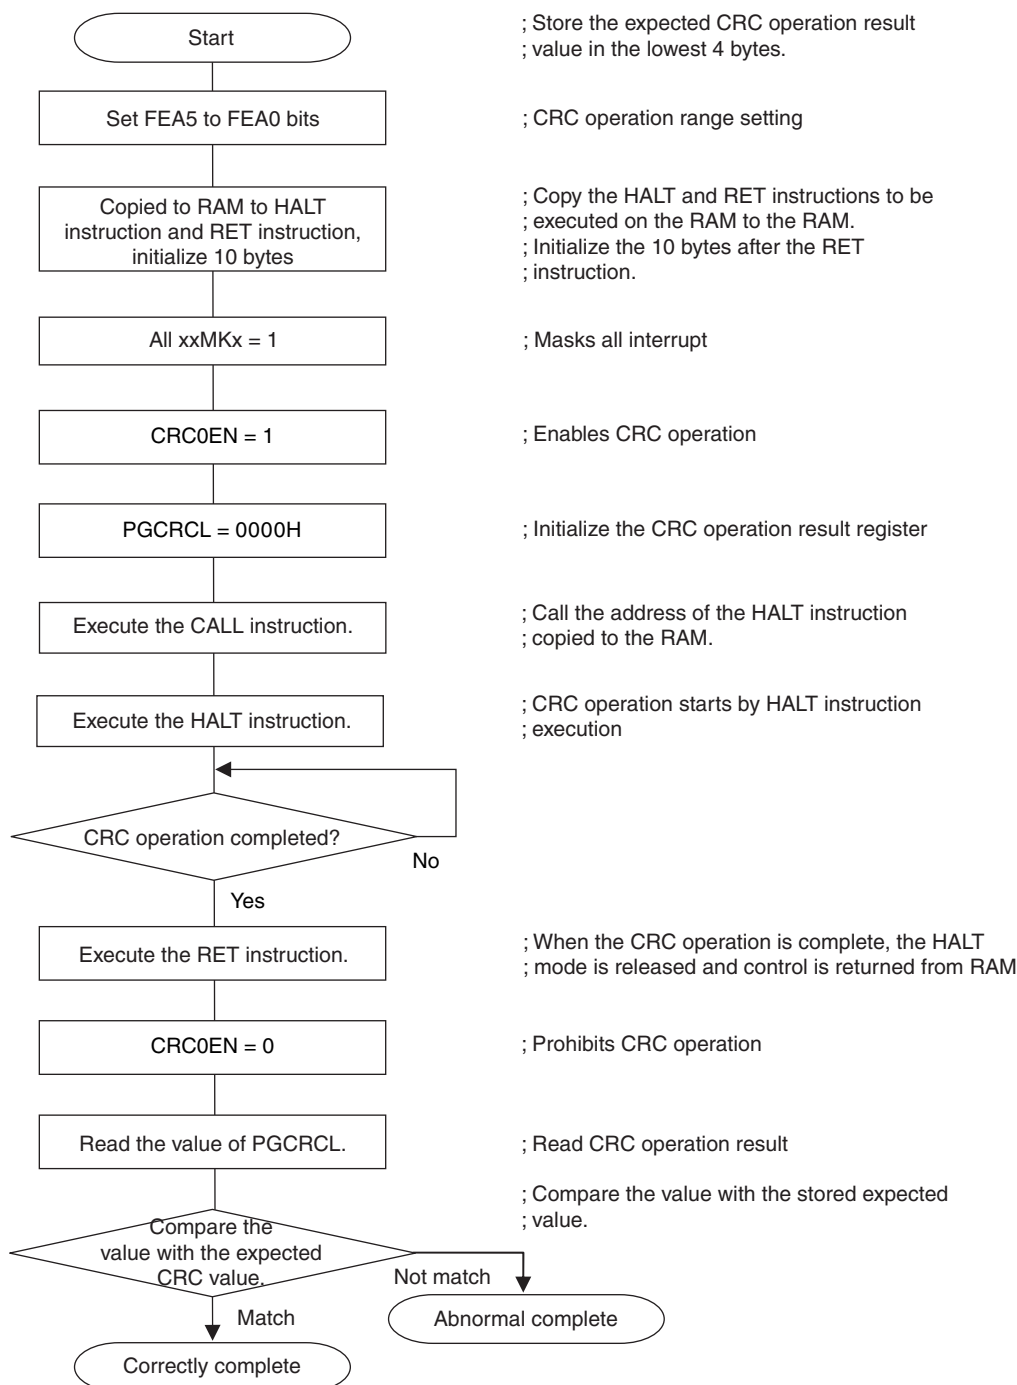 Start
; Store the expected CRC operation result
; value in the lowest 4 bytes.
Set FEA5 to FEA0 bits
; CRC operation range setting
Copied to RAM to HALT
instruction and RET instruction,
initialize 10 bytes
; Copy the HALT and RET instructions to be
; executed on the RAM to the RAM.
; Initialize the 10 bytes after the RET
; instruction.
All xxMKx = 1
; Masks all interrupt
CRC0EN = 1
; Enables CRC operation
PGCRCL = 0000H
; Initialize the CRC operation result register
Execute the CALL instruction.
; Call the address of the HALT instruction
; copied to the RAM.
Execute the HALT instruction.
; CRC operation starts by HALT instruction
; execution
CRC operation completed?
No
Yes
Execute the RET instruction.
; When the CRC operation is complete, the HALT
; mode is released and control is returned from RAM
CRC0EN = 0
; Prohibits CRC operation
Read the value of PGCRCL.
; Read CRC operation result
; Compare the value with the stored expected
; value.
Compare the
value with the expected
CRC value.
Not match
Match
Abnormal complete
Correctly complete